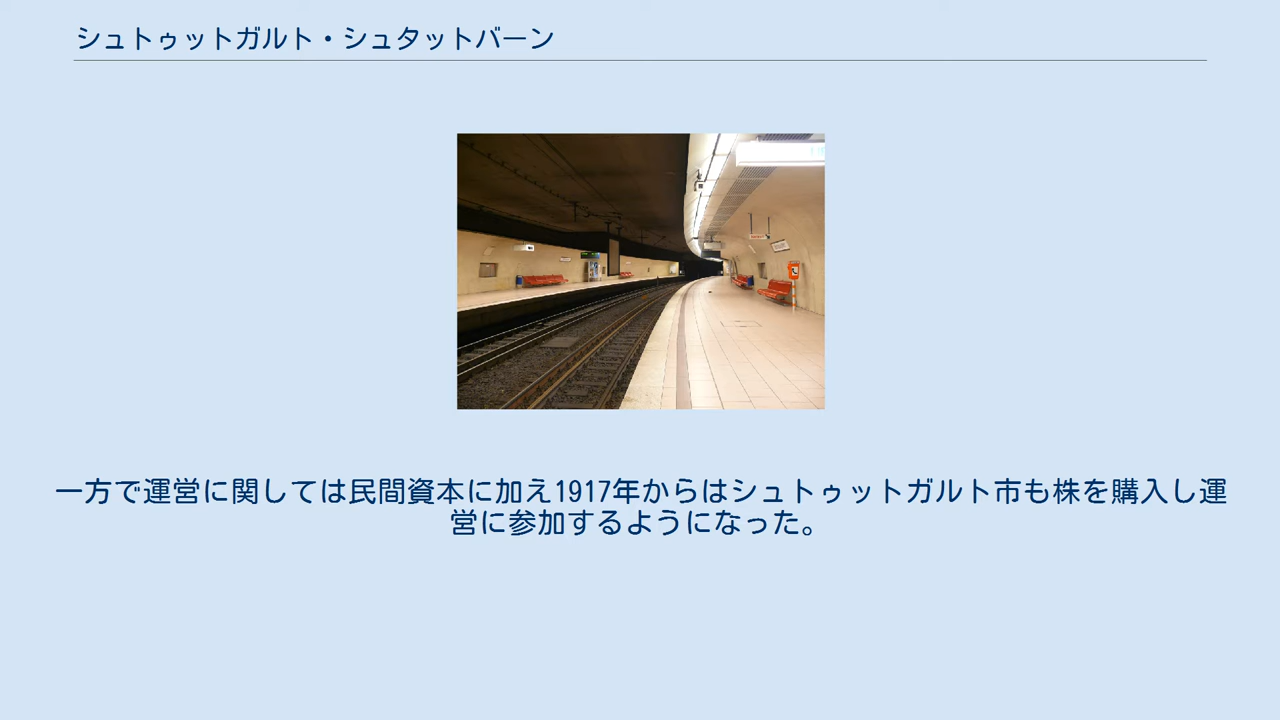 シュトゥットガルト・シュタットバーン
一方で運営に関しては民間資本に加え1917年からはシュトゥットガルト市も株を購入し運
営に参加するようになった。